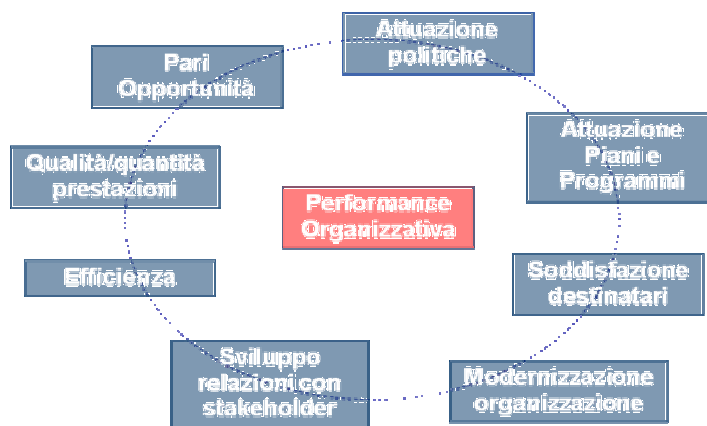 Attuazione
politiche
Pari
Opportunità
Attuazione
Piani e
Programmi
Qualità/quantità
prestazioni
Performance
Organizzativa
Efficienza
Soddisfazione
destinatari
Sviluppo
relazioni con
stakeholder
Modernizzazione
organizzazione